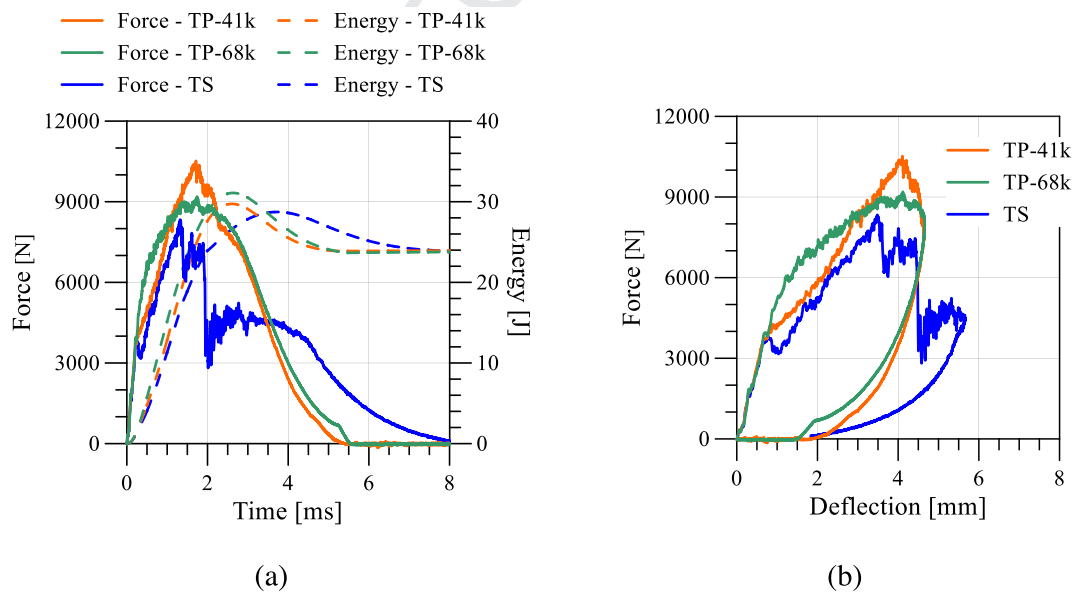 Force - TP-41k Energy - TP-41k
Force - TP-68k Energy - TP-68k
Force - TS Energy - TS
12000 40
9000 30
6000 20
3000 10
0 0
0 2 4 6 8
Force [N]
Energy [J]
Time [ms]
(a)
12000
9000
6000
3000
0
0 2 4 6 8
Force [N]
TP-41k
TP-68k
TS
Deflection [mm]
(b)